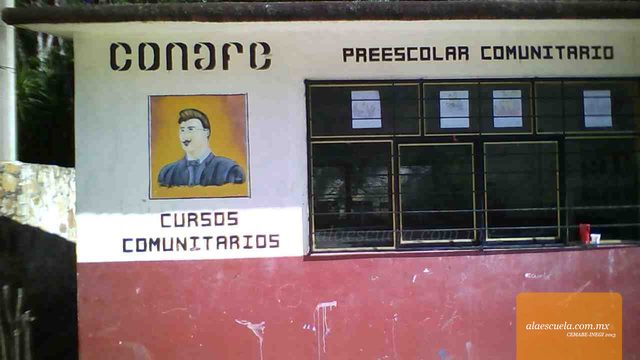 conafe
PREESCOLAR COMUNITARIO
CURSOS
COMUNITARIOS
alaescuela.com.mx
alaescuela.com.mx
CEMABE-INEGI 2013